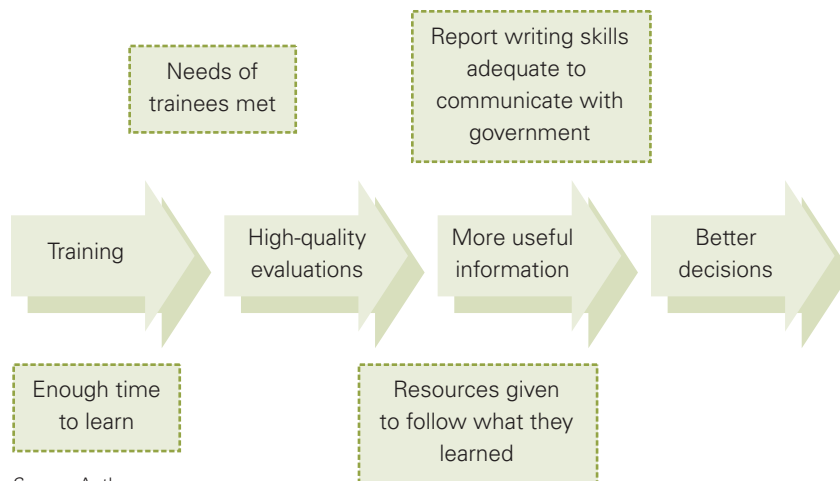 Needs of
trainees met
Report writing skills
adequate to
communicate with
government
Training
High-quality
evaluations
More useful
information
Better
decisions
Enough time
to learn
Resources given
to follow what they
learned